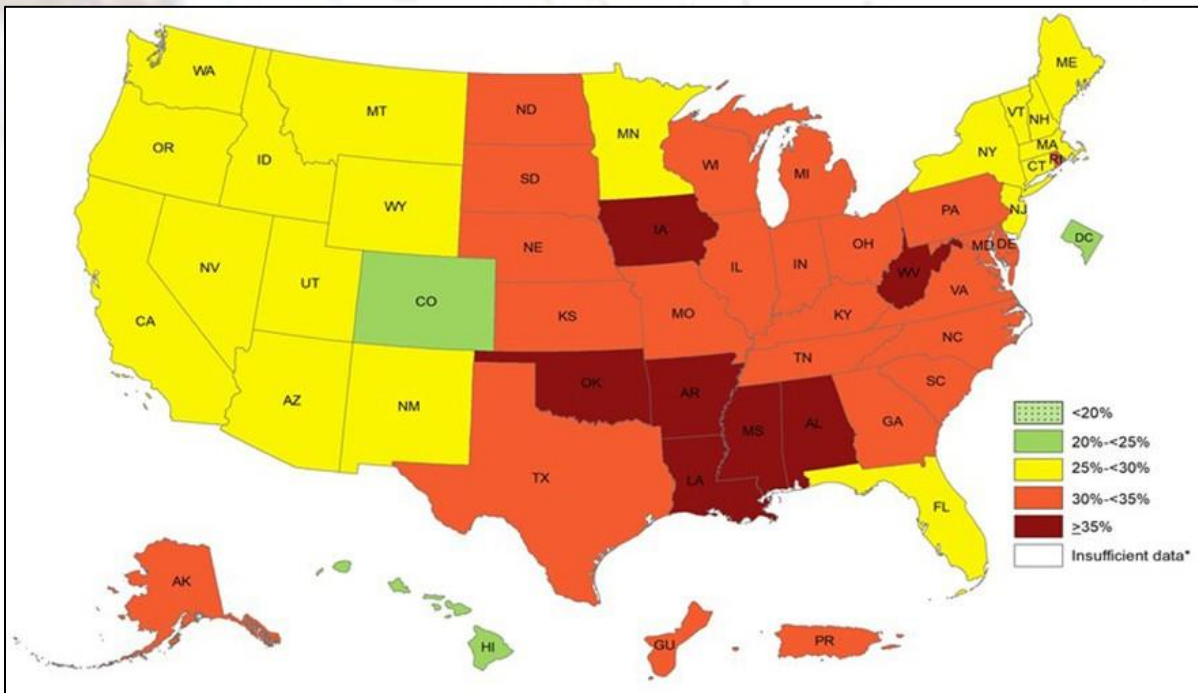 WA
MT
ND
MN
ME
VT
NH
OR
ID
SD
WI
MI
NY
MA
CT
RI
WY
IA
PA
NJ
NE
OH
MD
DE
DC
NV
UT
CO
IL
IN
WV
VA
CA
KS
MO
KY
NC
TN
AZ
NM
OK
AR
SC
MS
AL
GA
TX
LA
FL
AK
HI
GU
PR
<20%
20%-<25%
25%-<30%
30%-<35%
≥35%
Insufficient data*